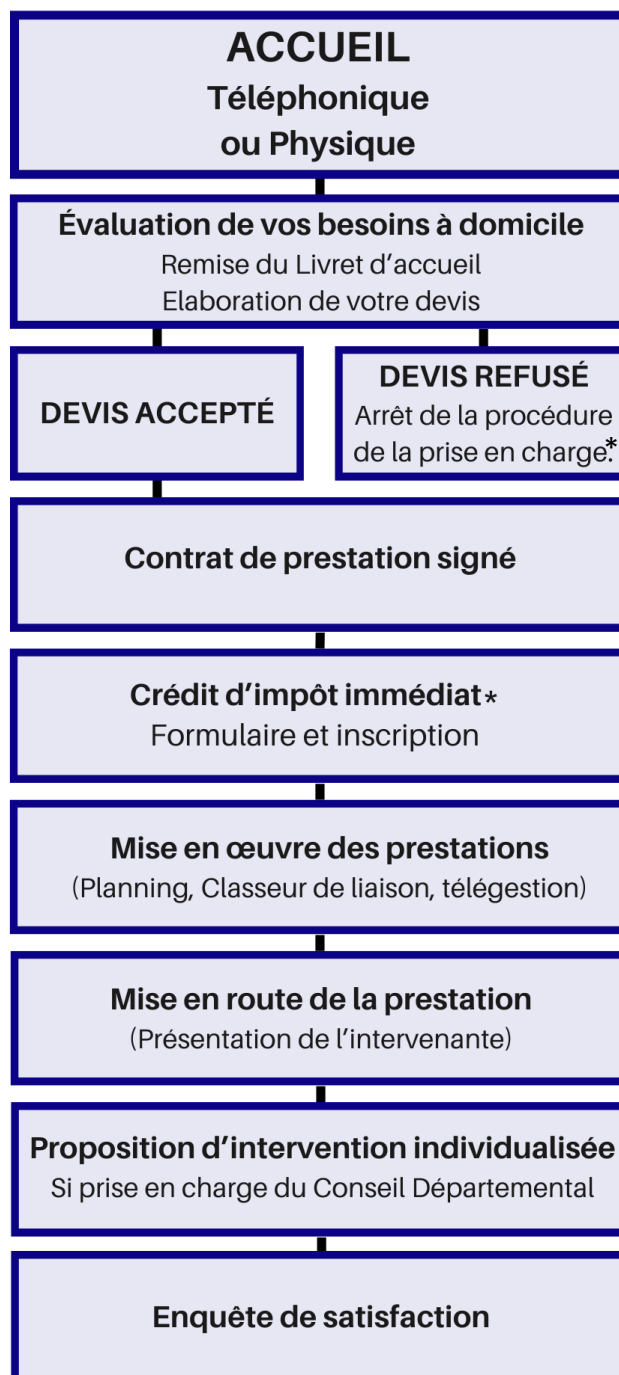 ACCUEIL
Téléphonique
ou Physique
Évaluation de vos besoins à domicile
Remise du Livret d'accueil
Elaboration de votre devis
DEVIS ACCEPTÉ
DEVIS REFUSÉ
Arrêt de la procédure
de la prise en charge.*
Contrat de prestation signé
Crédit d'impôt immédiat*
Formulaire et inscription
Mise en œuvre des prestations
(Planning, Classeur de liaison, télégestion)
Mise en route de la prestation
(Présentation de l'intervenante)
Proposition d'intervention individualisée
Si prise en charge du Conseil Départemental
Enquête de satisfaction